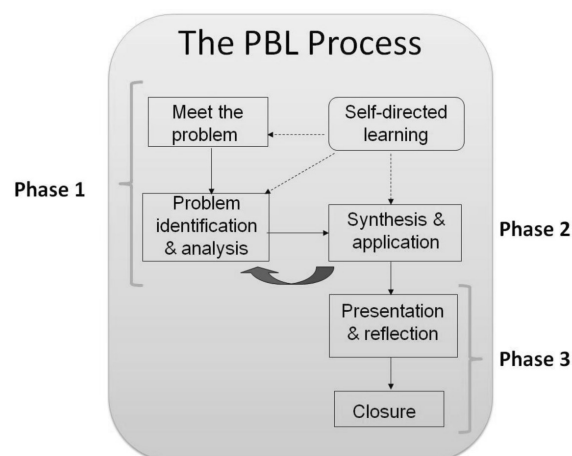 The PBL Process
Meet the
problem
Self-directed
learning
Phase 1
Problem
identification
& analysis
Synthesis &
application
Phase 2
Presentation
& reflection
Phase 3
Closure